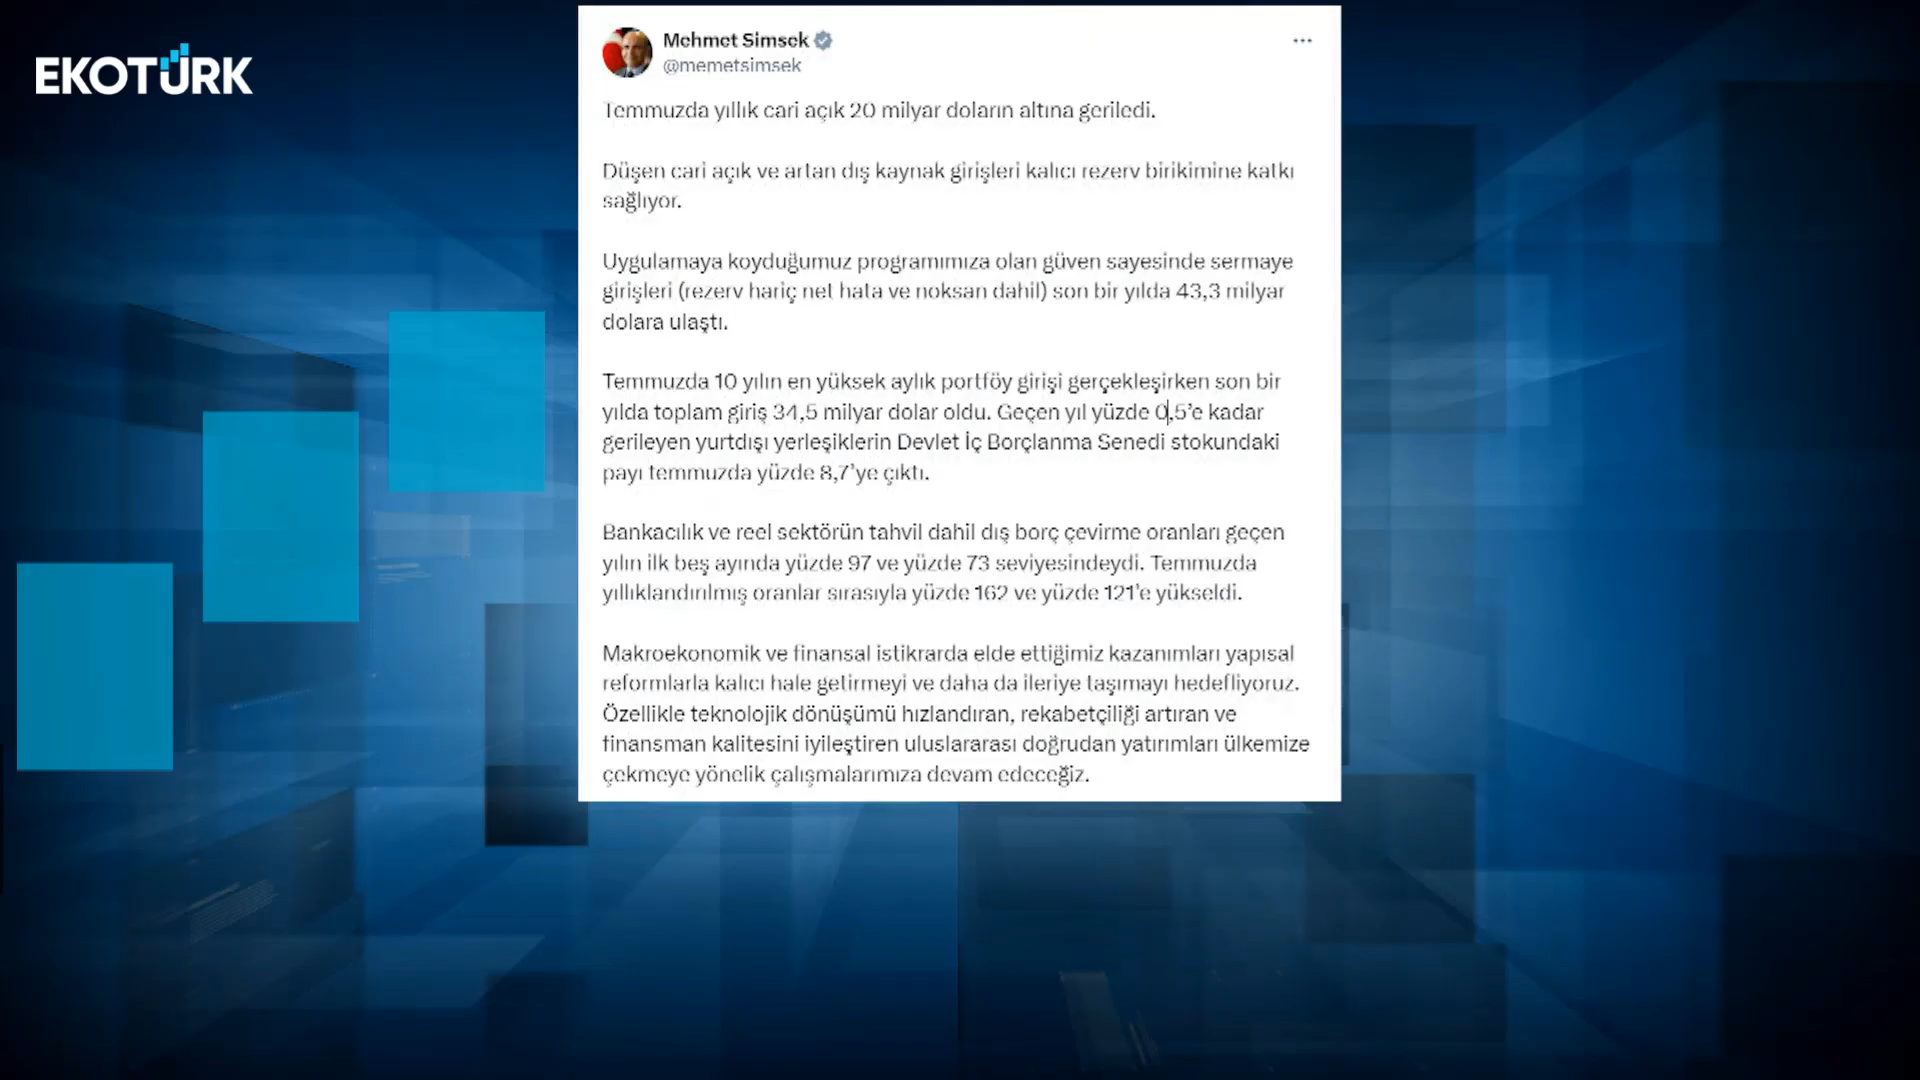 EKOTÜRK
Mehmet Simsek
@memetsimsek
Temmuzda yıllık cari açık 20 milyar doların altına geriledi.
Düşen cari açık ve artan dış kaynak girişleri kalıcı rezerv birikimine katkı
sağlıyor.
Uygulamaya koyduğumuz programımıza olan güven sayesinde sermaye
girişleri (rezerv hariç net hata ve noksan dahil) son bir yılda 43,3 milyar
dolara ulaştı.
Temmuzda 10 yılın en yüksek aylık portföy girişi gerçekleşirken son bir
yılda toplam giriş 34,5 milyar dolar oldu. Geçen yıl yüzde 0,5’e kadar
gerileyen yurtdışı yerleşiklerin Devlet İç Borçlanma Senedi stokundaki
payı temmuzda yüzde 8,7’ye çıktı.
Bankacılık ve reel sektörün tahvil dahil dış borç çevirme oranları geçen
yılın ilk beş ayında yüzde 97 ve yüzde 73 seviyesindeydi. Temmuzda
yıllıklandırılmış oranlar sırasıyla yüzde 162 ve yüzde 121’e yükseldi.
Makroekonomik ve finansal istikrarda elde ettiğimiz kazanımları yapısal
reformlarla kalıcı hale getirmeyi ve daha da ileriye taşımayı hedefliyoruz.
Özellikle teknolojik dönüşümü hızlandıran, rekabetçiliği artıran ve
finansman kalitesini iyileştiren uluslararası doğrudan yatırımları ülkemize
çekmeye yönelik çalışmalarımıza devam edeceğiz.